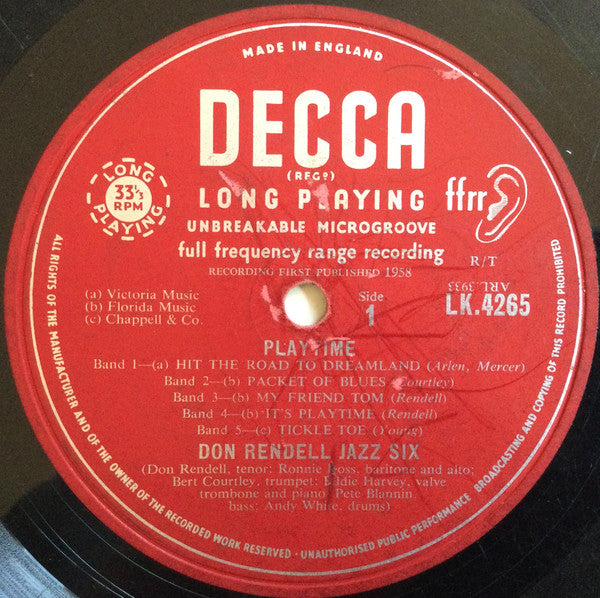 MADE IN ENGLAND
DECCA
(REGD)
LONG PLAYING
33 1/3
RPM
LONG PLAYING
ffrr
UNBREAKABLE MICROGROOVE
full frequency range recording
R/T
RECORDING FIRST PUBLISHED 1958
ARL.3933
(a) Victoria Music
(b) Florida Music
(c) Chappell & Co.
Side
1
LK.4265
PLAYTIME
Band 1—(a) HIT THE ROAD TO DREAMLAND (Arlen, Mercer)
Band 2—(b) PACKET OF BLUES (Courtley)
Band 3—(b) MY FRIEND TOM (Rendell)
Band 4—(b) IT'S PLAYTIME (Rendell)
Band 5—(c) TICKLE TOE (Young)
DON RENDELL JAZZ SIX
(Don Rendell, tenor: Ronnie Ross, baritone and alto;
Bert Courtley, trumpet: Eddie Harvey, valve
trombone and piano: Pete Blannin,
bass: Andy White, drums)
ALL RIGHTS OF THE MANUFACTURER AND OF THE OWNER OF THE RECORDED WORK RESERVED · UNAUTHORISED PUBLIC PERFORMANCE BROADCASTING AND COPYING OF THIS RECORD PROHIBITED